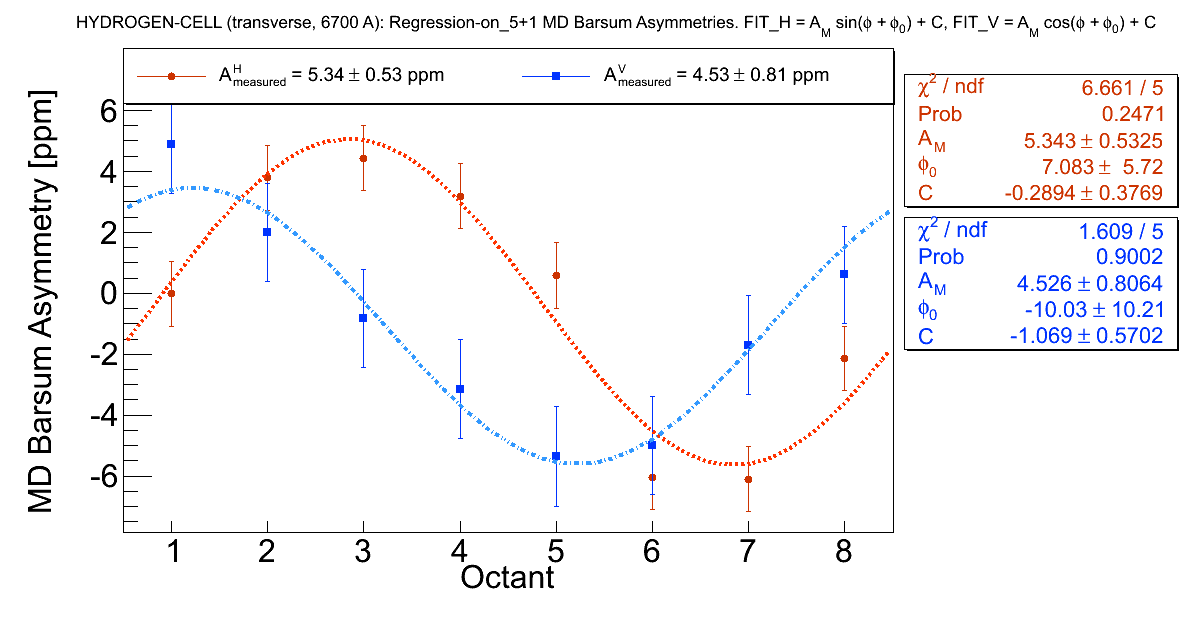 HYDROGEN-CELL (transverse, 6700 A): Regression-on_5+1 MD Barsum Asymmetries. FIT_H = A_M sin(ϕ + ϕ_0) + C, FIT_V = A_M cos(ϕ + ϕ_0) + C
A^H_measured = 5.34 ± 0.53 ppm
A^V_measured = 4.53 ± 0.81 ppm
χ² / ndf 6.661 / 5
Prob 0.2471
A_M 5.343 ± 0.5325
ϕ_0 7.083 ± 5.72
C -0.2894 ± 0.3769
χ² / ndf 1.609 / 5
Prob 0.9002
A_M 4.526 ± 0.8064
ϕ_0 -10.03 ± 10.21
C -1.069 ± 0.5702
MD Barsum Asymmetry [ppm]
6
4
2
0
-2
-4
-6
1 2 3 4 5 6 7 8
Octant